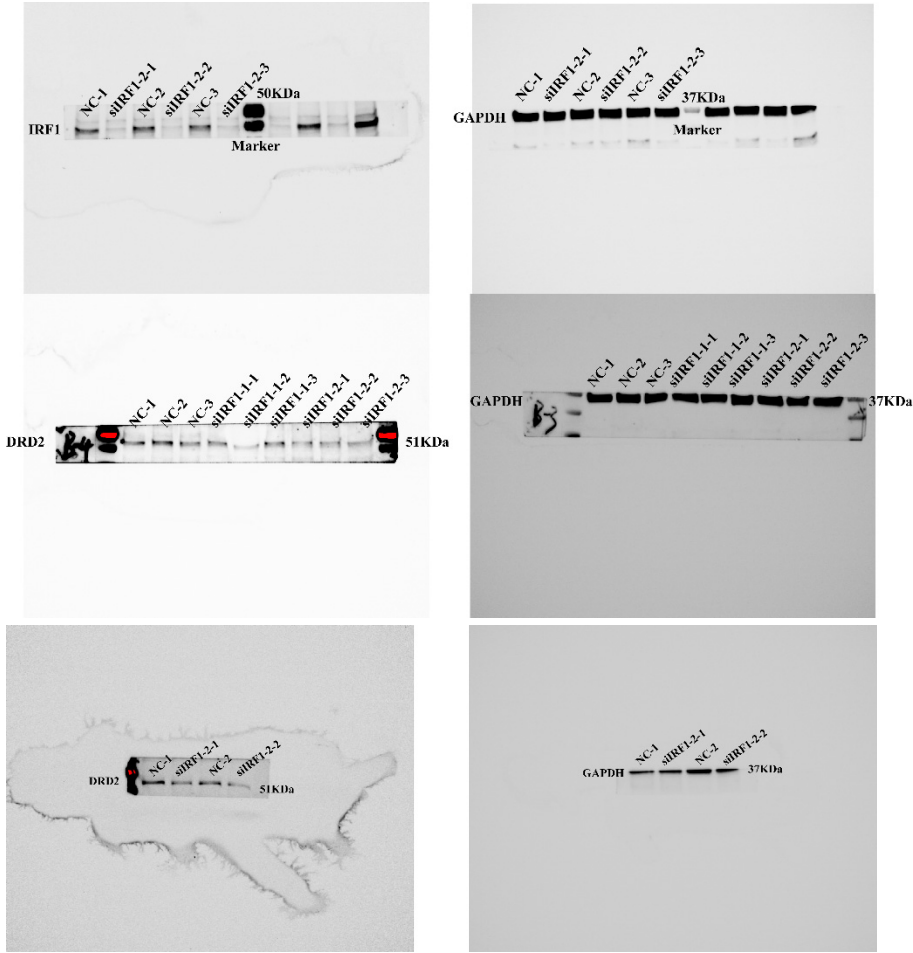 NC-1 siIRF1-2-1 NC-2 siIRF1-2-2 NC-3 siIRF1-2-3 50KDa
IRF1
Marker
NC-1 siIRF1-2-1 NC-2 siIRF1-2-2 NC-3 siIRF1-2-3 37KDa
GAPDH
Marker
NC-1 NC-2 NC-3 siIRF1-1-1 siIRF1-1-2 siIRF1-1-3 siIRF1-2-1 siIRF1-2-2 siIRF1-2-3
DRD2 B-4 51KDa
NC-1 NC-2 NC-3 siIRF1-1-1 siIRF1-1-2 siIRF1-1-3 siIRF1-2-1 siIRF1-2-2 siIRF1-2-3
GAPDH B-3 37KDa
NC-1 siIRF1-2-1 NC-2 siIRF1-2-2
DRD2 51KDa
NC-1 siIRF1-2-1 NC-2 siIRF1-2-2
GAPDH 37KDa